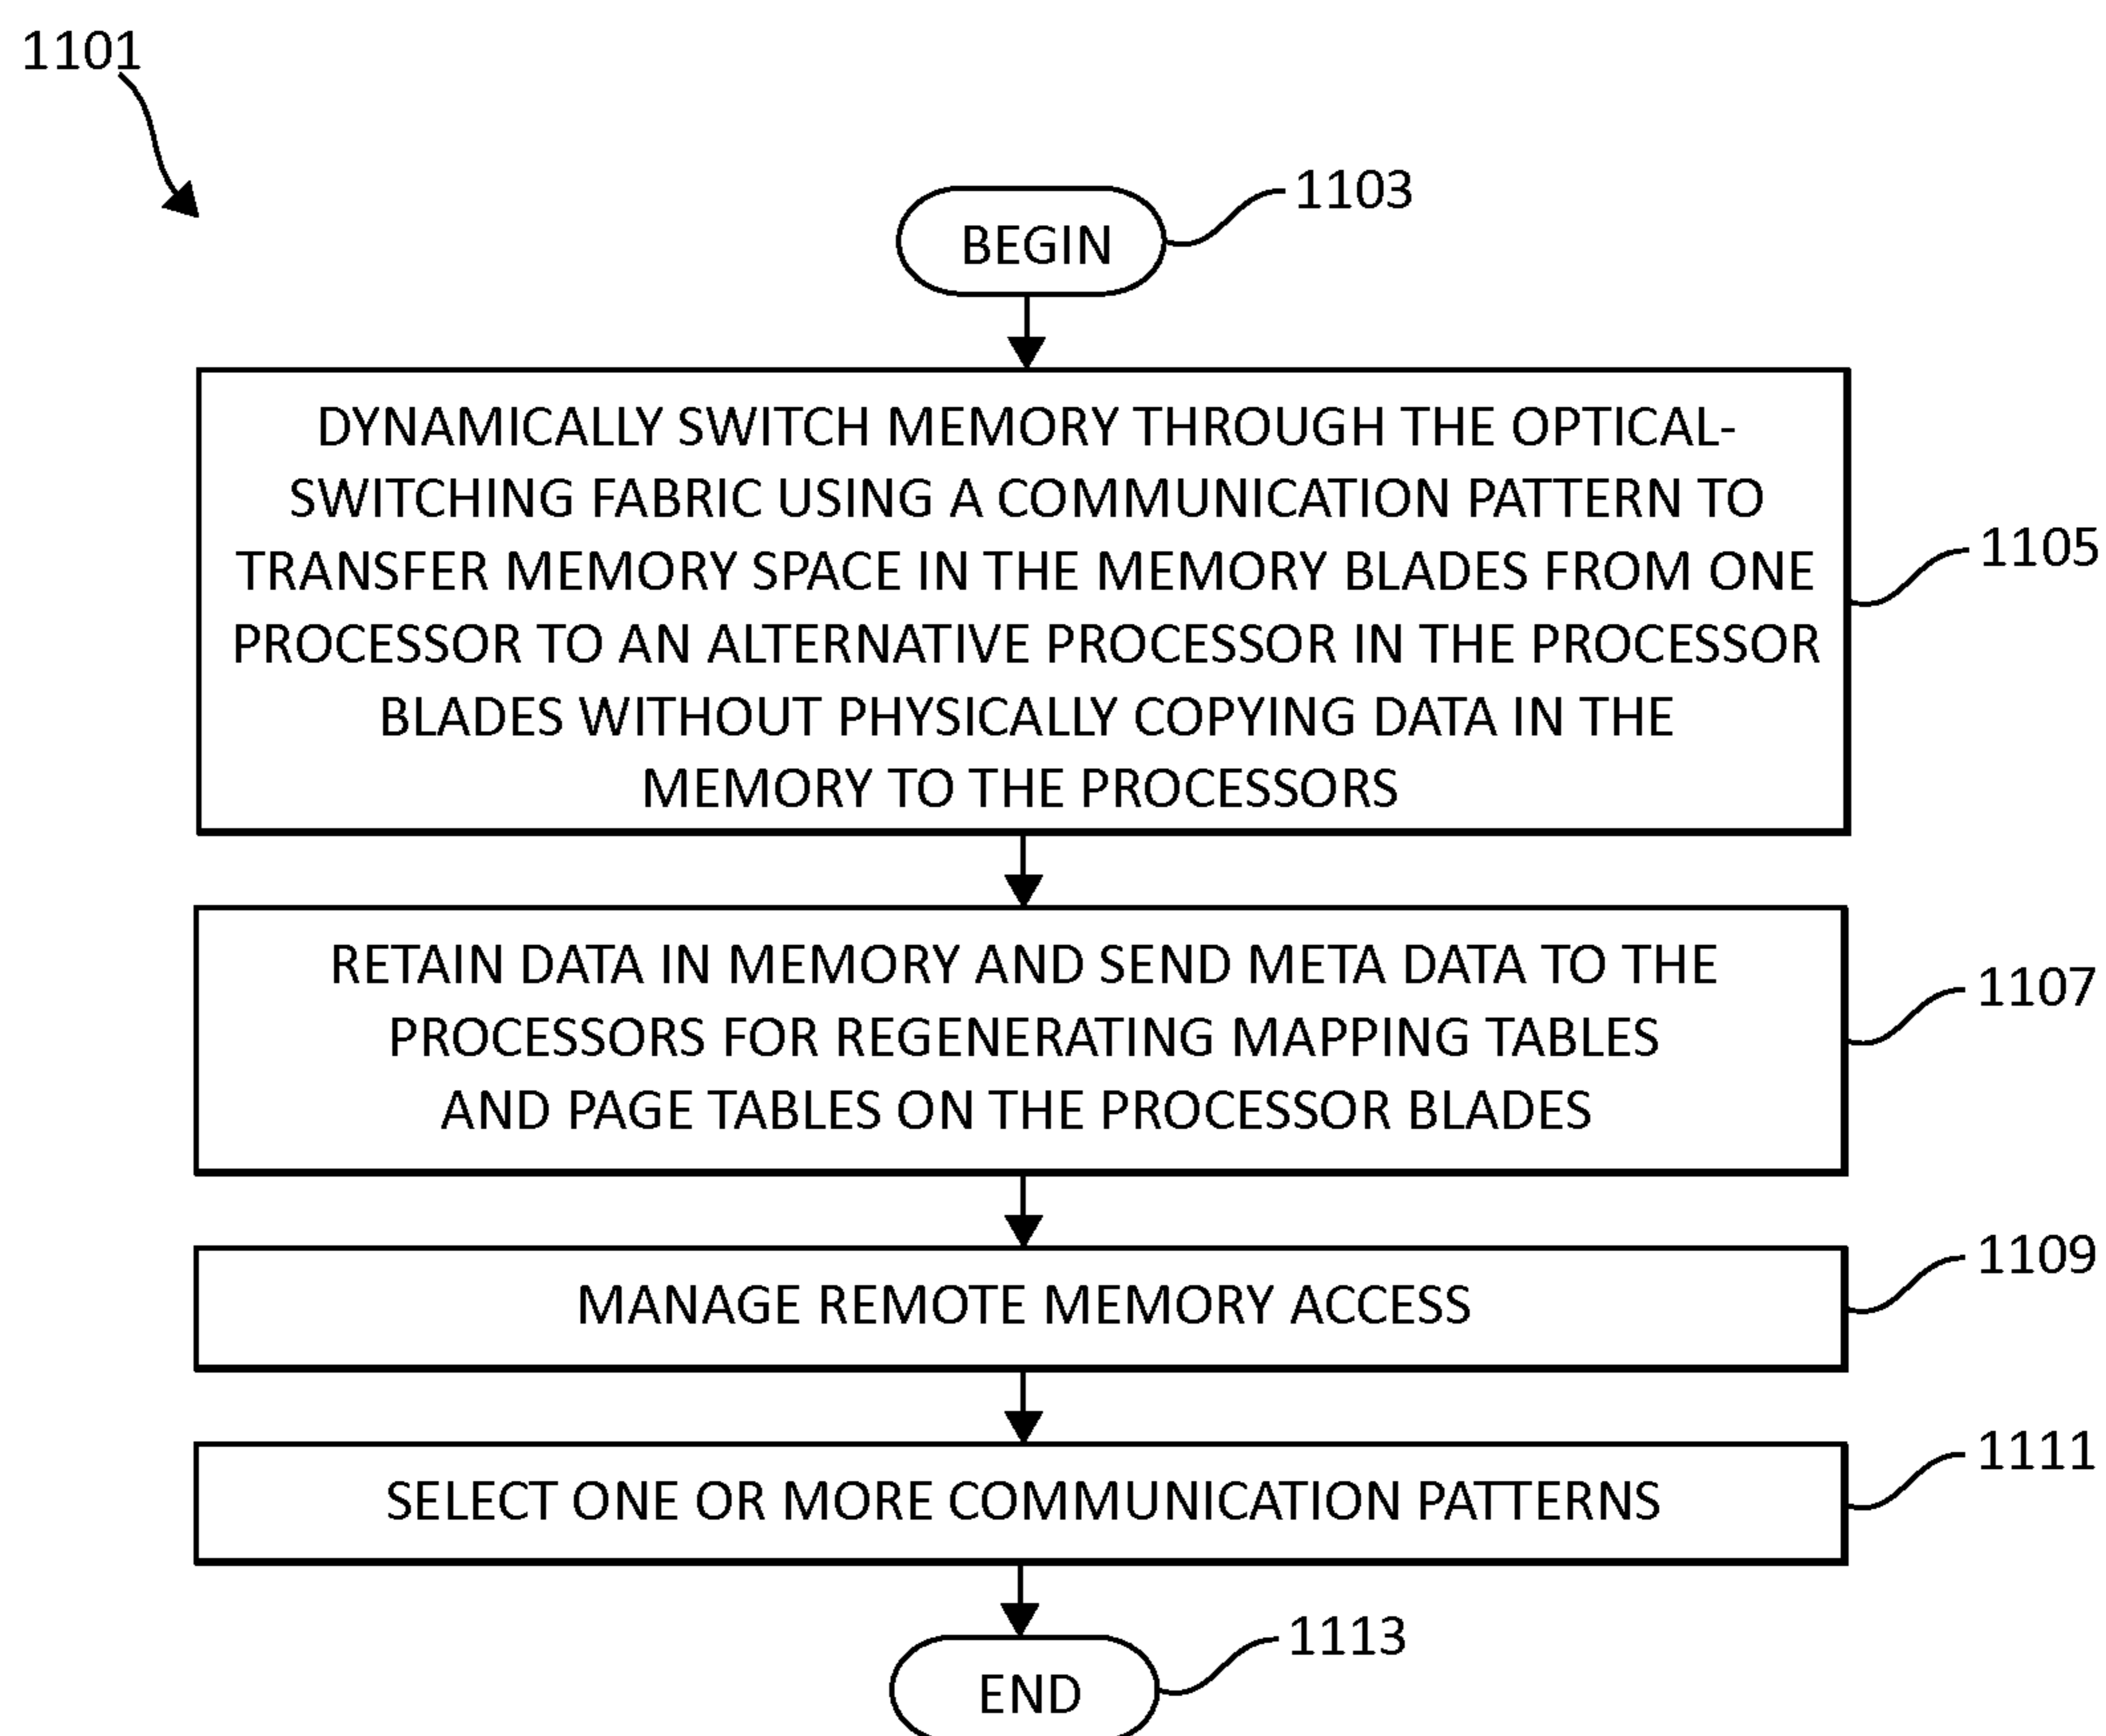 1101
BEGIN
1103
DYNAMICALLY SWITCH MEMORY THROUGH THE OPTICAL-
SWITCHING FABRIC USING A COMMUNICATION PATTERN TO
TRANSFER MEMORY SPACE IN THE MEMORY BLADES FROM ONE
PROCESSOR TO AN ALTERNATIVE PROCESSOR IN THE PROCESSOR
BLADES WITHOUT PHYSICALLY COPYING DATA IN THE
MEMORY TO THE PROCESSORS
1105
RETAIN DATA IN MEMORY AND SEND META DATA TO THE
PROCESSORS FOR REGENERATING MAPPING TABLES
AND PAGE TABLES ON THE PROCESSOR BLADES
1107
MANAGE REMOTE MEMORY ACCESS
1109
SELECT ONE OR MORE COMMUNICATION PATTERNS
1111
END
1113